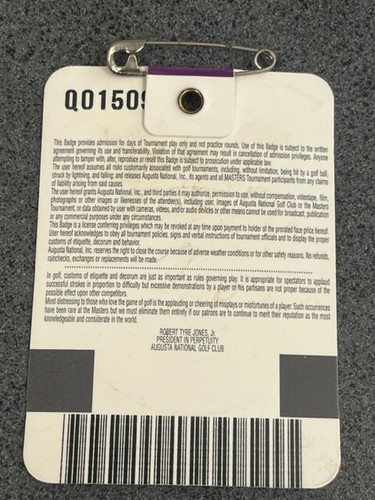 Q01509
This Badge provides admission for days of Tournament play only and not practice rounds. Use of this Badge is subject to the written
agreement governing its use and transferability. Violation of that agreement may result in cancellation of admission privileges. Anyone
attempting to tamper with, alter, reproduce or resell this Badge is subject to prosecution under applicable law.
The user hereof assumes all risks customarily associated with golf tournaments, including, without limitation, being hit by a golf ball,
struck by lightning, and falling and releases Augusta National, Inc., its agents and all MASTERS Tournament participants from any claims
of liability arising from said causes.
The user hereof grants Augusta National, Inc., and third parties it may authorize, permission to use, without compensation, videotape, film,
photographs or other images or likenesses of the attendee(s), including user. Images of Augusta National Golf Club or the Masters
Tournament, or data obtained by user with cameras, videos, and/or audio devices or other means cannot be used for broadcast, publication
or any commercial purposes under any circumstances.
This Badge is a license conferring privileges which may be revoked at any time upon payment to holder of the prorated face price hereof.
User hereof acknowledges to obey all tournament policies, signs and verbal instructions of tournament officials and to display the proper
customs of etiquette, decorum and behavior.
Augusta National, Inc. reserves the right to close the course because of adverse weather conditions or for other safety reasons. No refunds,
rainchecks, exchanges or replacements will be made.
In golf, customs of etiquette and decorum are just as important as rules governing play. It is appropriate for spectators to applaud
successful strokes in proportion to difficulty but excessive demonstrations by a player or his partisans are not proper because of the
possible effect upon other competitors.
Most distressing to those who love the game of golf is the applauding or cheering of misplays or misfortunes of a player. Such occurrences
have been rare at the Masters but we must eliminate them entirely if our patrons are to continue to merit their reputation as the most
knowledgeable and considerate in the world.
ROBERT TYRE JONES, Jr.
PRESIDENT IN PERPETUITY
AUGUSTA NATIONAL GOLF CLUB